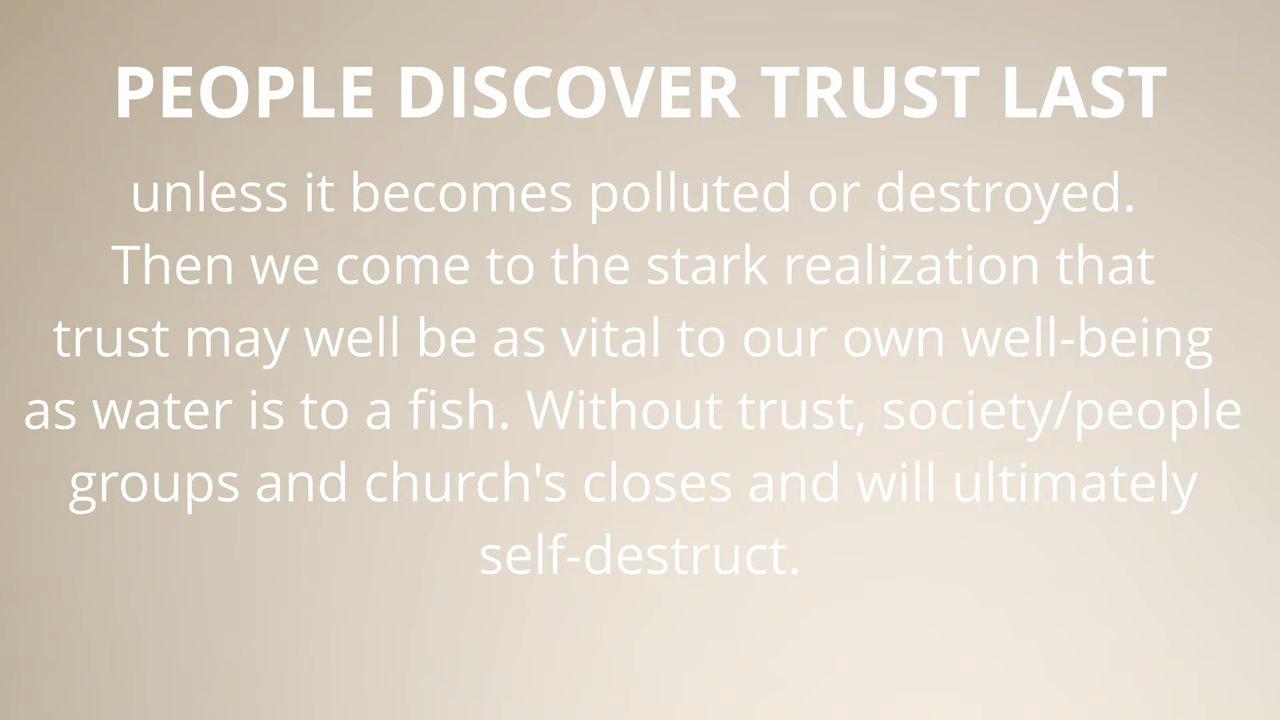 PEOPLE DISCOVER TRUST LAST
unless it becomes polluted or destroyed.
Then we come to the stark realization that
trust may well be as vital to our own well-being
as water is to a fish. Without trust, society/people
groups and church's closes and will ultimately
self-destruct.